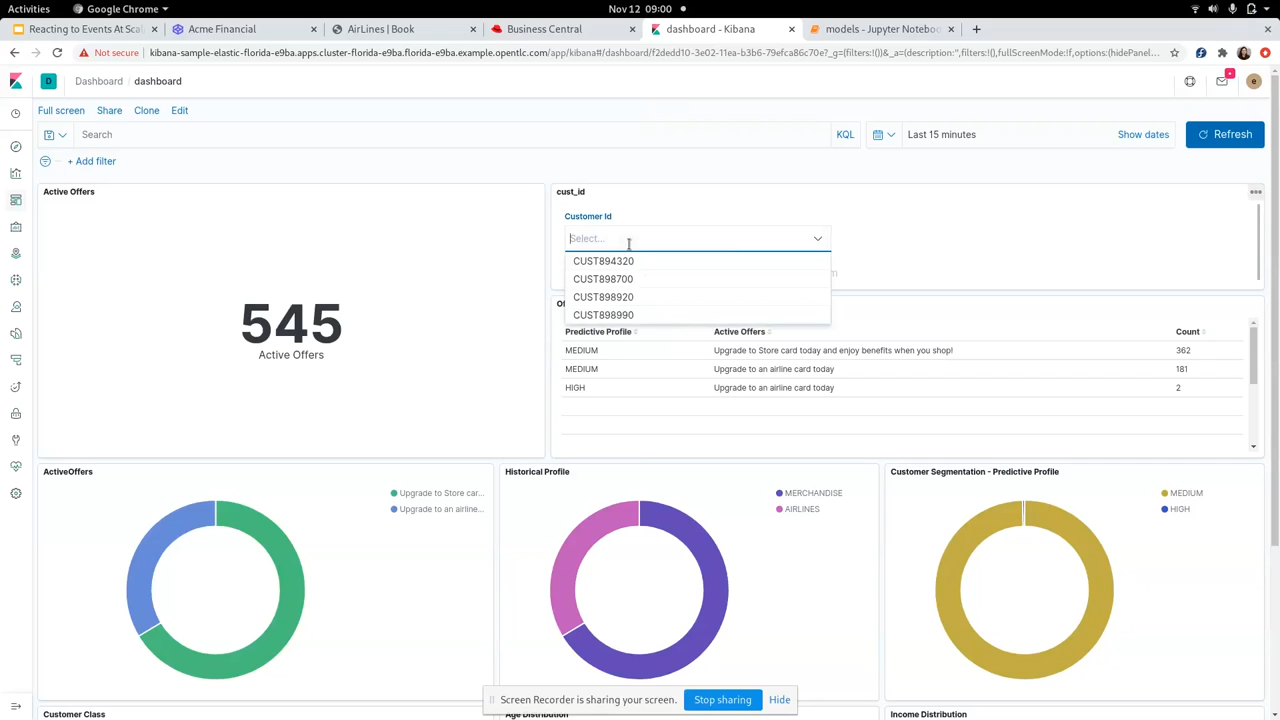 Activities
Google Chrome
Nov 12 09:00
Reacting to Events At Scal
Acme Financial
AirLines | Book
Business Central
dashboard - Kibana
models - Jupyter Notebo
Not secure
kibana-sample-elastic-florida-e9ba.apps.cluster-florida-e9ba.florida-e9ba.example.opentlc.com/app/kibana#/dashboard/f2dedd10-3e02-11ea-b3b6-79efca86c70e?_g=(filters:!())&_a=(description:'',filters:!(),fullScreenMode:!f,options:(hidePanel...
D
Dashboard
dashboard
e
Full screen
Share
Clone
Edit
Search
KQL
Last 15 minutes
Show dates
Refresh
+ Add filter
Active Offers
545
Active Offers
cust_id
Customer Id
Select...
CUST894320
CUST898700
CUST898920
CUST898990
Predictive Profile Active Offers Count
MEDIUM Upgrade to Store card today and enjoy benefits when you shop! 362
MEDIUM Upgrade to an airline card today 181
HIGH Upgrade to an airline card today 2
ActiveOffers
Upgrade to Store car...
Upgrade to an airline...
Historical Profile
MERCHANDISE
AIRLINES
Customer Segmentation - Predictive Profile
MEDIUM
HIGH
Screen Recorder is sharing your screen.
Stop sharing
Hide
Customer Class
Age Distribution
Income Distribution